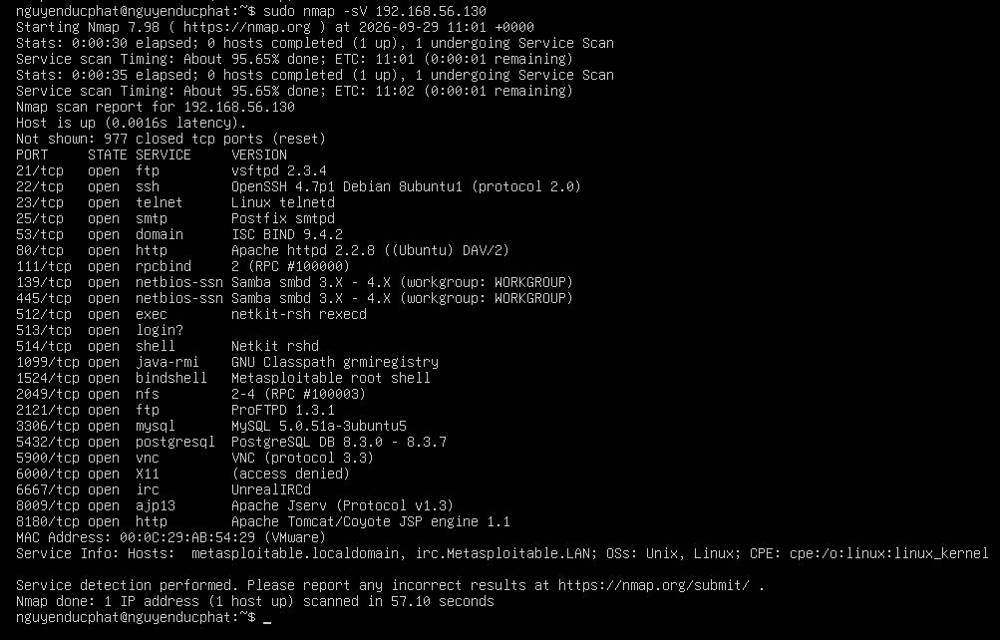 nguyenducphat@nguyenducphat:~$ sudo nmap -sV 192.168.56.130
Starting Nmap 7.98 ( https://nmap.org ) at 2026-09-29 11:01 +0000
Stats: 0:00:30 elapsed; 0 hosts completed (1 up), 1 undergoing Service Scan
Service scan Timing: About 95.65% done; ETC: 11:01 (0:00:01 remaining)
Stats: 0:00:35 elapsed; 0 hosts completed (1 up), 1 undergoing Service Scan
Service scan Timing: About 95.65% done; ETC: 11:02 (0:00:01 remaining)
Nmap scan report for 192.168.56.130
Host is up (0.0016s latency).
Not shown: 977 closed tcp ports (reset)
PORT     STATE SERVICE     VERSION
21/tcp   open  ftp         vsftpd 2.3.4
22/tcp   open  ssh         OpenSSH 4.7p1 Debian 8ubuntu1 (protocol 2.0)
23/tcp   open  telnet      Linux telnetd
25/tcp   open  smtp        Postfix smtpd
53/tcp   open  domain      ISC BIND 9.4.2
80/tcp   open  http        Apache httpd 2.2.8 ((Ubuntu) DAV/2)
111/tcp  open  rpcbind     2 (RPC #100000)
139/tcp  open  netbios-ssn Samba smbd 3.X - 4.X (workgroup: WORKGROUP)
445/tcp  open  netbios-ssn Samba smbd 3.X - 4.X (workgroup: WORKGROUP)
512/tcp  open  exec        netkit-rsh rexecd
513/tcp  open  login?
514/tcp  open  shell       Netkit rshd
1099/tcp open  java-rmi    GNU Classpath grmiregistry
1524/tcp open  bindshell   Metasploitable root shell
2049/tcp open  nfs         2-4 (RPC #100003)
2121/tcp open  ftp         ProFTPD 1.3.1
3306/tcp open  mysql       MySQL 5.0.51a-3ubuntu5
5432/tcp open  postgresql  PostgreSQL DB 8.3.0 - 8.3.7
5900/tcp open  vnc         VNC (protocol 3.3)
6000/tcp open  X11         (access denied)
6667/tcp open  irc         UnrealIRCd
8009/tcp open  ajp13       Apache Jserv (Protocol v1.3)
8180/tcp open  http        Apache Tomcat/Coyote JSP engine 1.1
MAC Address: 00:0C:29:AB:54:29 (VMware)
Service Info: Hosts:  metasploitable.localdomain, irc.Metasploitable.LAN; OSs: Unix, Linux; CPE: cpe:/o:linux:linux_kernel
Service detection performed. Please report any incorrect results at https://nmap.org/submit/ .
Nmap done: 1 IP address (1 host up) scanned in 57.10 seconds
nguyenducphat@nguyenducphat:~$ _